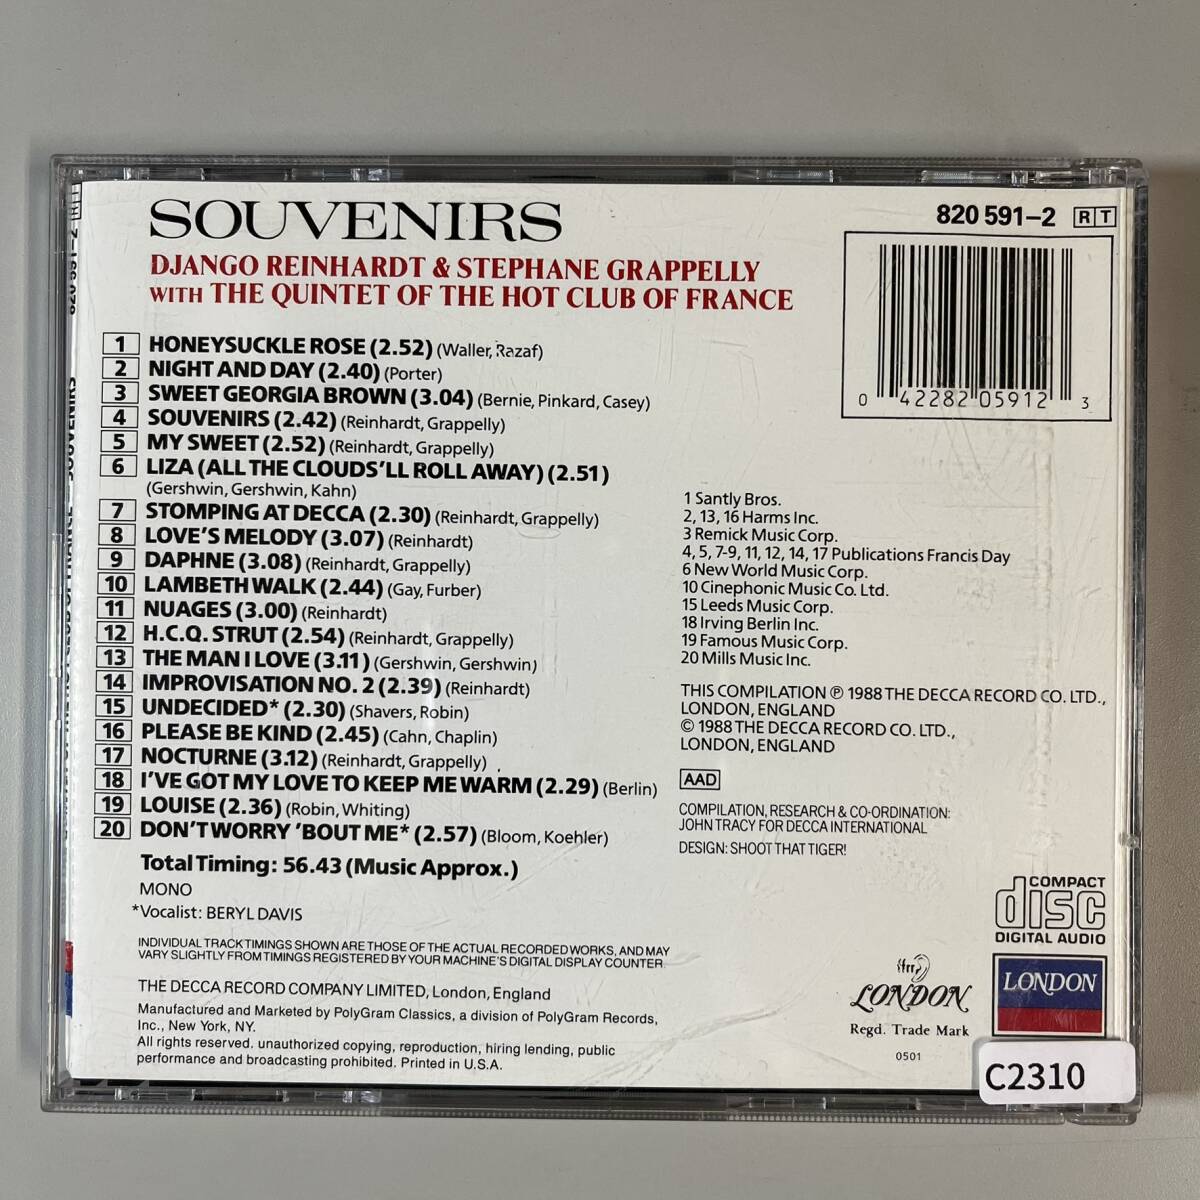 SOUVENIRS
DJANGO REINHARDT & STEPHANE GRAPPELLY
WITH THE QUINTET OF THE HOT CLUB OF FRANCE
820 591-2 RT
0 42282 05912 3
1 HONEYSUCKLE ROSE (2.52) (Waller, Razaf)
2 NIGHT AND DAY (2.40) (Porter)
3 SWEET GEORGIA BROWN (3.04) (Bernie, Pinkard, Casey)
4 SOUVENIRS (2.42) (Reinhardt, Grappelly)
5 MY SWEET (2.52) (Reinhardt, Grappelly)
6 LIZA (ALL THE CLOUDS'LL ROLL AWAY) (2.51)
(Gershwin, Gershwin, Kahn)
7 STOMPING AT DECCA (2.30) (Reinhardt, Grappelly)
8 LOVE'S MELODY (3.07) (Reinhardt)
9 DAPHNE (3.08) (Reinhardt, Grappelly)
10 LAMBETH WALK (2.44) (Gay, Furber)
11 NUAGES (3.00) (Reinhardt)
12 H.C.Q. STRUT (2.54) (Reinhardt, Grappelly)
13 THE MAN I LOVE (3.11) (Gershwin, Gershwin)
14 IMPROVISATION NO. 2 (2.39) (Reinhardt)
15 UNDECIDED* (2.30) (Shavers, Robin)
16 PLEASE BE KIND (2.45) (Cahn, Chaplin)
17 NOCTURNE (3.12) (Reinhardt, Grappelly)
18 I'VE GOT MY LOVE TO KEEP ME WARM (2.29) (Berlin)
19 LOUISE (2.36) (Robin, Whiting)
20 DON'T WORRY 'BOUT ME* (2.57) (Bloom, Koehler)
Total Timing: 56.43 (Music Approx.)
MONO
*Vocalist: BERYL DAVIS
INDIVIDUAL TRACK TIMINGS SHOWN ARE THOSE OF THE ACTUAL RECORDED WORKS, AND MAY
VARY SLIGHTLY FROM TIMINGS REGISTERED BY YOUR MACHINE'S DIGITAL DISPLAY COUNTER.
THE DECCA RECORD COMPANY LIMITED, London, England
Manufactured and Marketed by PolyGram Classics, a division of PolyGram Records,
Inc., New York, NY.
All rights reserved. unauthorized copying, reproduction, hiring lending, public
performance and broadcasting prohibited. Printed in U.S.A.
1 Santly Bros.
2, 13, 16 Harms Inc.
3 Remick Music Corp.
4, 5, 7-9, 11, 12, 14, 17 Publications Francis Day
6 New World Music Corp.
10 Cinephonic Music Co. Ltd.
15 Leeds Music Corp.
18 Irving Berlin Inc.
19 Famous Music Corp.
20 Mills Music Inc.
THIS COMPILATION ℗ 1988 THE DECCA RECORD CO. LTD.,
LONDON, ENGLAND
© 1988 THE DECCA RECORD CO. LTD.,
LONDON, ENGLAND
AAD
COMPILATION, RESEARCH & CO-ORDINATION:
JOHN TRACY FOR DECCA INTERNATIONAL
DESIGN: SHOOT THAT TIGER!
COMPACT
disc
DIGITAL AUDIO
ffrr
LONDON
Regd. Trade Mark
0501
LONDON
C2310